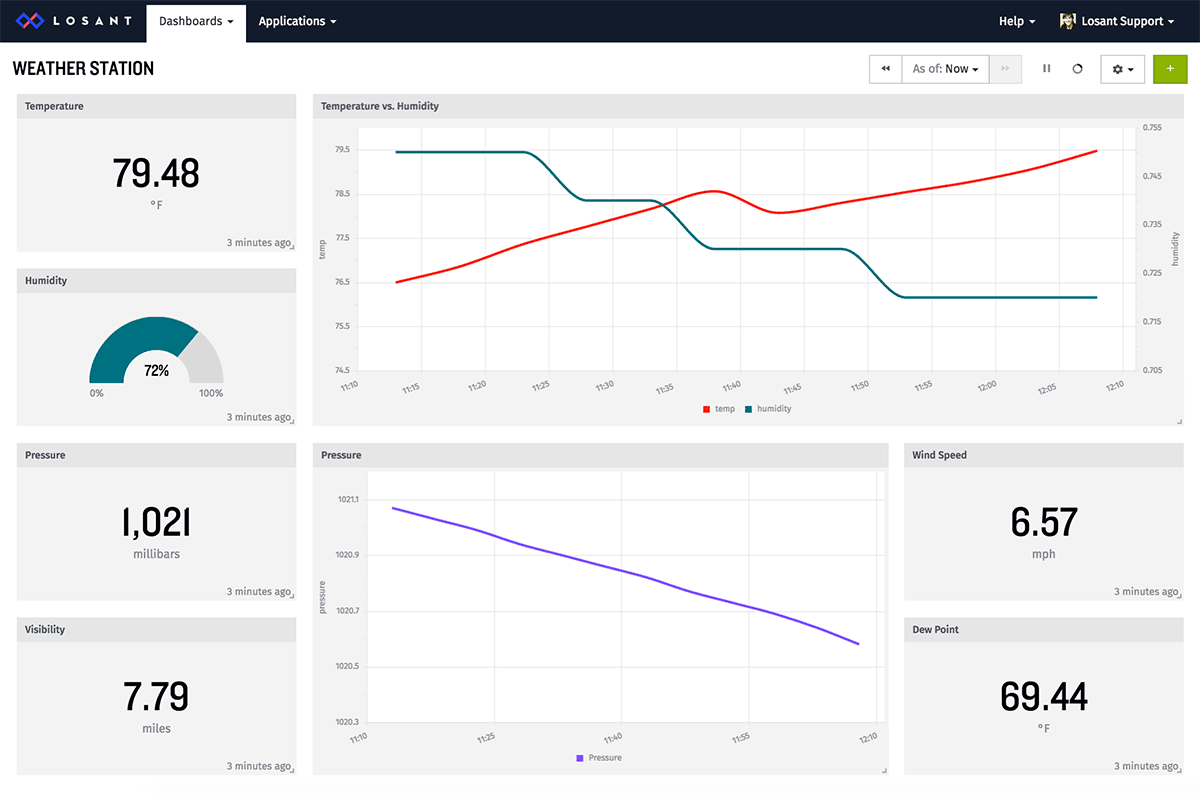 LOSANT Dashboards Applications Help Losant Support
WEATHER STATION
As of: Now
+
Temperature
79.48
°F
3 minutes ago
Temperature vs. Humidity
79.5
78.5
77.5
76.5
75.5
74.5
temp
0.755
0.745
0.735
0.725
0.715
0.705
humidity
11:10 11:15 11:20 11:25 11:30 11:35 11:40 11:45 11:50 11:55 12:00 12:05 12:10
temp humidity
Humidity
72%
0% 100%
3 minutes ago
Pressure
1,021
millibars
3 minutes ago
Pressure
1021.1
1020.9
1020.7
1020.5
1020.3
pressure
11:10 11:25 11:40 11:55 12:10
Pressure
Wind Speed
6.57
mph
3 minutes ago
Visibility
7.79
miles
3 minutes ago
Dew Point
69.44
°F
3 minutes ago